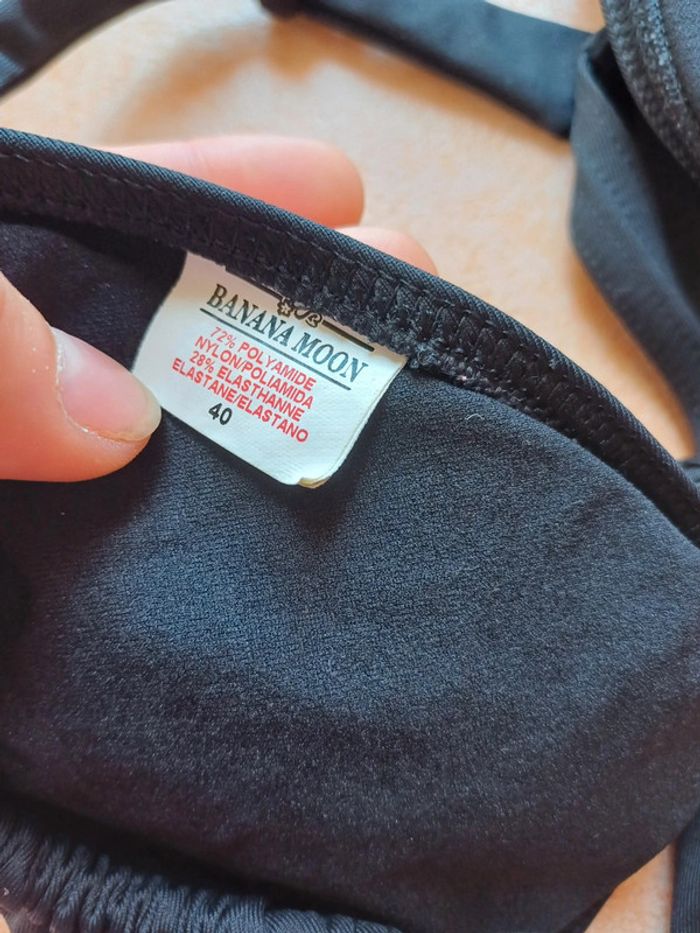 BANANA MOON
72% POLYAMIDE
NYLON/POLIAMIDA
28% ELASTHANNE
ELASTANE/ELASTANO
40